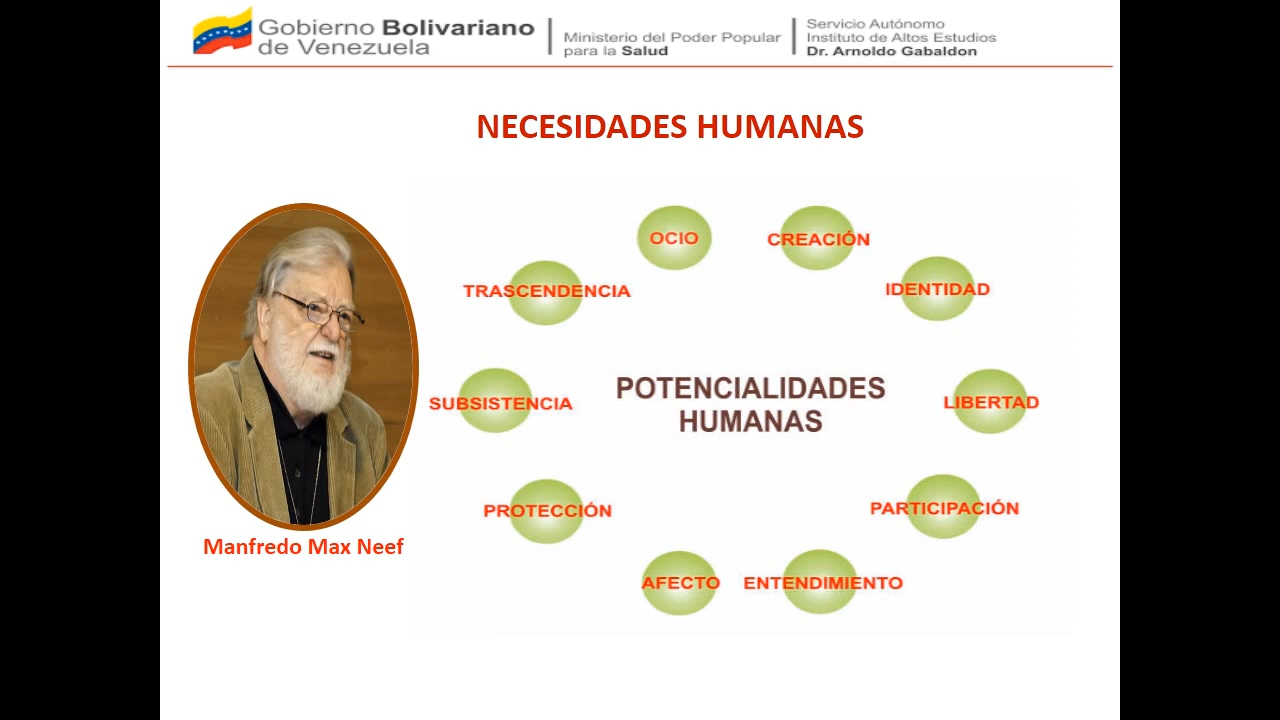 Gobierno Bolivariano
de Venezuela
Ministerio del Poder Popular
para la Salud
Servicio Autónomo
Instituto de Altos Estudios
Dr. Arnoldo Gabaldon
NECESIDADES HUMANAS
OCIO
CREACIÓN
TRASCENDENCIA
IDENTIDAD
SUBSISTENCIA
POTENCIALIDADES
HUMANAS
LIBERTAD
PROTECCIÓN
PARTICIPACIÓN
AFECTO
ENTENDIMIENTO
Manfredo Max Neef